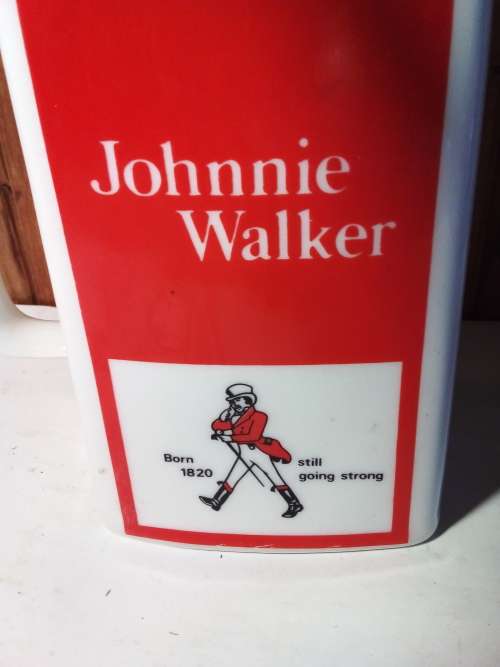 Johnnie
Walker
Born
1820
still
going strong